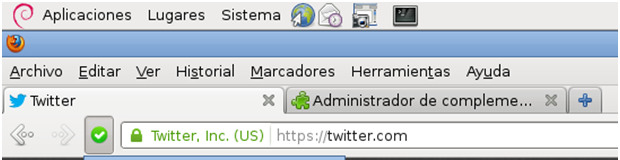 Aplicaciones Lugares Sistema
Archivo Editar Ver Historial Marcadores Herramientas Ayuda
Twitter Administrador de compleme...
Twitter, Inc. (US) https://twitter.com